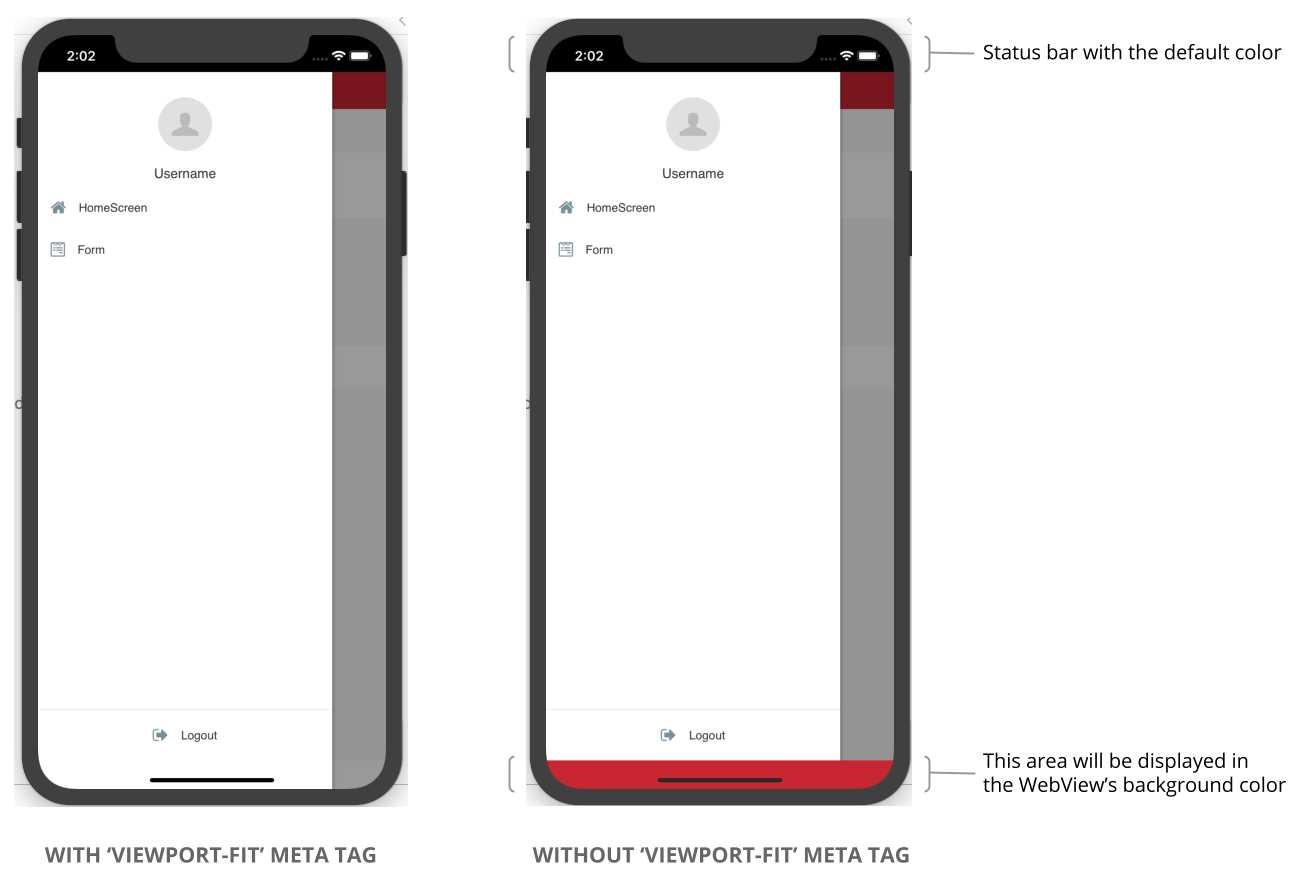 2:02
Username
HomeScreen
Form
Logout
WITH ‘VIEWPORT-FIT’ META TAG
2:02
Username
HomeScreen
Form
Logout
WITHOUT ‘VIEWPORT-FIT’ META TAG
Status bar with the default color
This area will be displayed in
the WebView’s background color